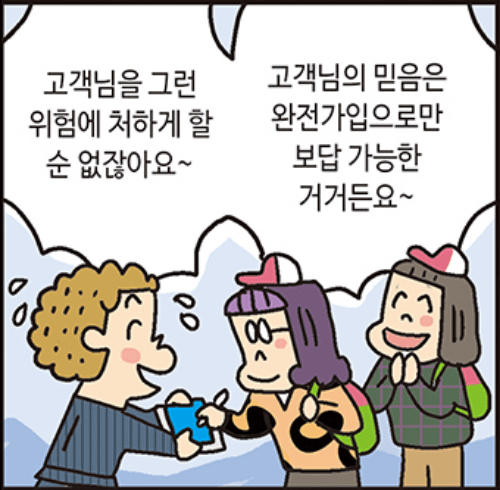 고객님을 그런
위험에 처하게 할
순 없잖아요~
고객님의 믿음은
완전가입으로만
보답 가능한
거거든요~